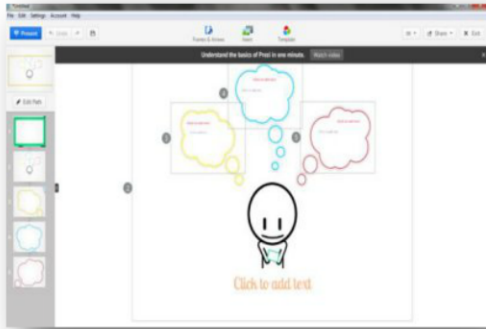 File Edit Settings Account Help
Present Undo Frames & Arrows Insert Template Share Exit
Understand the basics of Prezi in one minute. Watch video
Edit Path
Click to add text